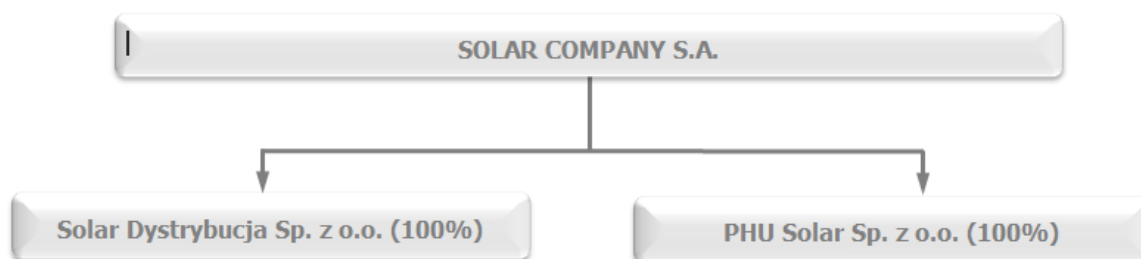 SOLAR COMPANY S.A.
Solar Dystrybucja Sp. z o.o. (100%)
PHU Solar Sp. z o.o. (100%)